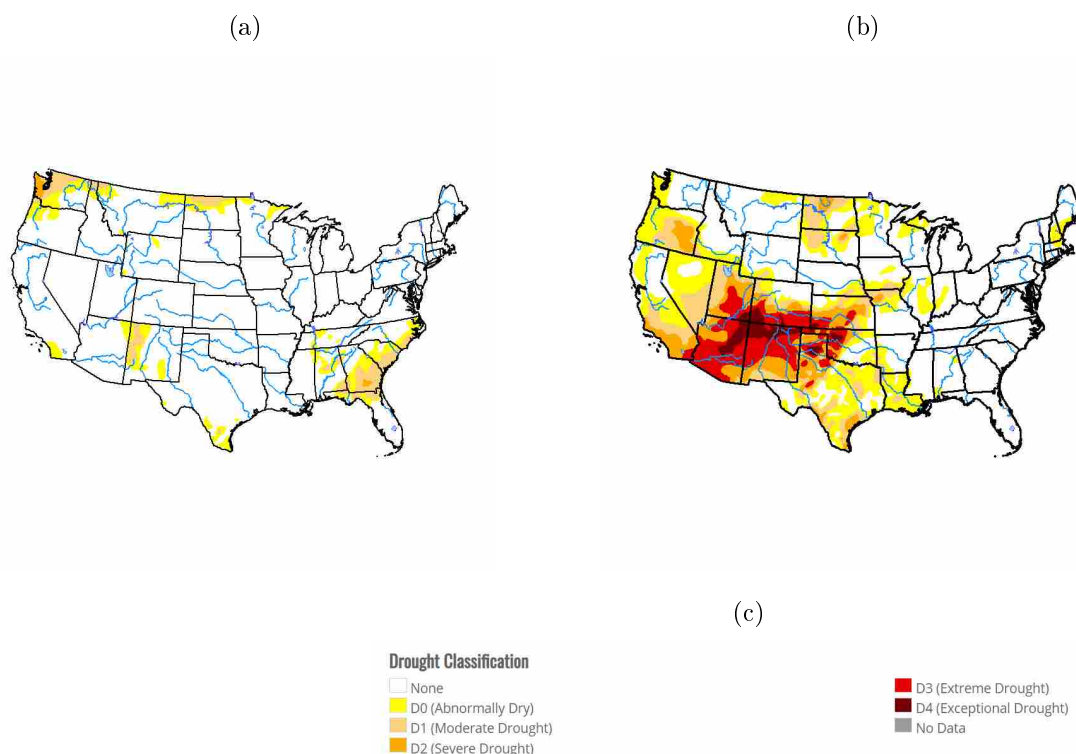 (a)
(b)
(c)
Drought Classification
None
D0 (Abnormally Dry)
D1 (Moderate Drought)
D2 (Severe Drought)
D3 (Extreme Drought)
D4 (Exceptional Drought)
No Data